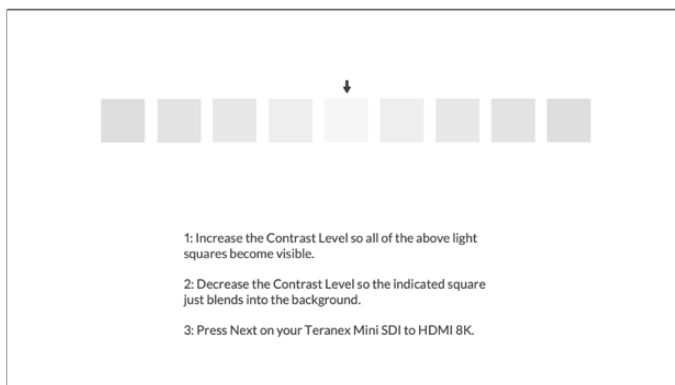 1: Increase the Contrast Level so all of the above light
squares become visible.
2: Decrease the Contrast Level so the indicated square
just blends into the background.
3: Press Next on your Teranex Mini SDI to HDMI 8K.